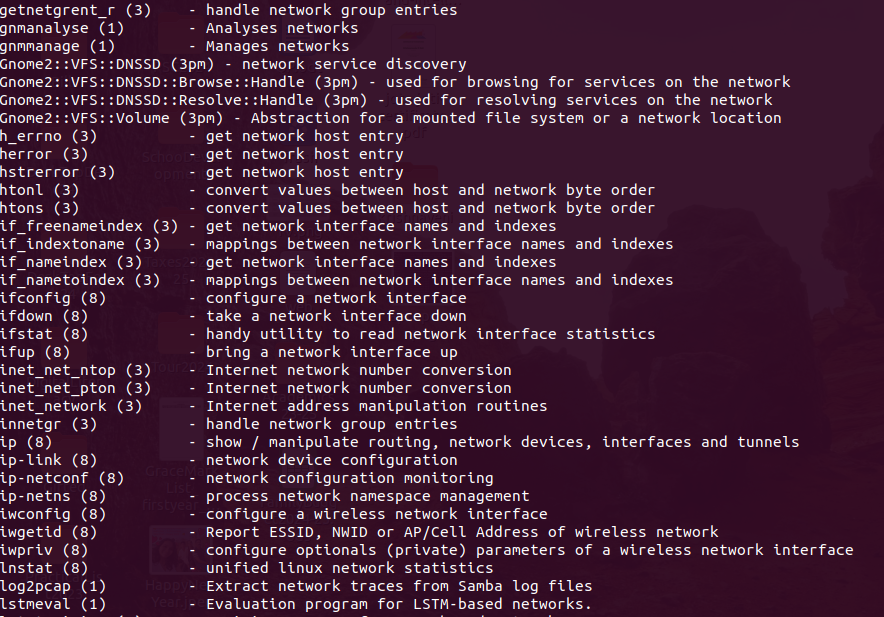 getnetgrent_r (3)    - handle network group entries
gnmanalyse (1)       - Analyses networks
gnmmanage (1)        - Manages networks
Gnome2::VFS::DNSSD (3pm) - network service discovery
Gnome2::VFS::DNSSD::Browse::Handle (3pm) - used for browsing for services on the network
Gnome2::VFS::DNSSD::Resolve::Handle (3pm) - used for resolving services on the network
Gnome2::VFS::Volume (3pm) - Abstraction for a mounted file system or a network location
h_errno (3)          - get network host entry
herror (3)           - get network host entry
hstrerror (3)        - get network host entry
htonl (3)            - convert values between host and network byte order
htons (3)            - convert values between host and network byte order
if_freenameindex (3) - get network interface names and indexes
if_indextoname (3)   - mappings between network interface names and indexes
if_nameindex (3)     - get network interface names and indexes
if_nametoindex (3)   - mappings between network interface names and indexes
ifconfig (8)         - configure a network interface
ifdown (8)           - take a network interface down
ifstat (8)           - handy utility to read network interface statistics
ifup (8)             - bring a network interface up
inet_net_ntop (3)    - Internet network number conversion
inet_net_pton (3)    - Internet network number conversion
inet_network (3)     - Internet address manipulation routines
innetgr (3)          - handle network group entries
ip (8)               - show / manipulate routing, network devices, interfaces and tunnels
ip-link (8)          - network device configuration
ip-netconf (8)       - network configuration monitoring
ip-netns (8)         - process network namespace management
iwconfig (8)         - configure a wireless network interface
iwgetid (8)          - Report ESSID, NWID or AP/Cell Address of wireless network
iwpriv (8)           - configure optionals (private) parameters of a wireless network interface
lnstat (8)           - unified linux network statistics
log2pcap (1)         - Extract network traces from Samba log files
lstmeval (1)         - Evaluation program for LSTM-based networks.